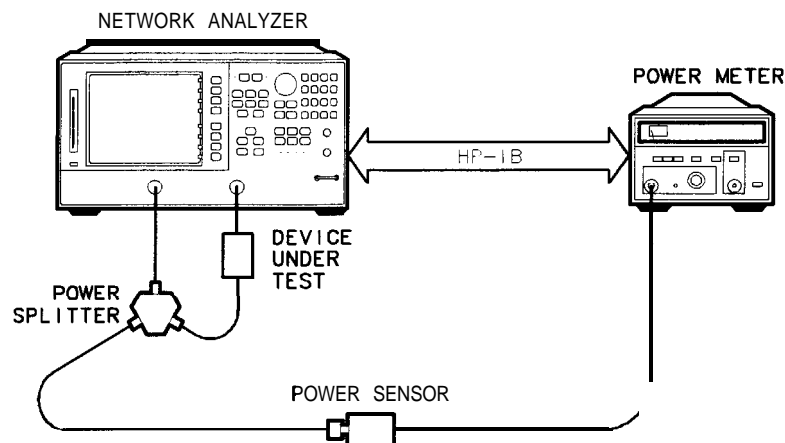 NETWORK ANALYZER
POWER METER
HP-IB
DEVICE
UNDER
TEST
POWER
SPLITTER
POWER SENSOR